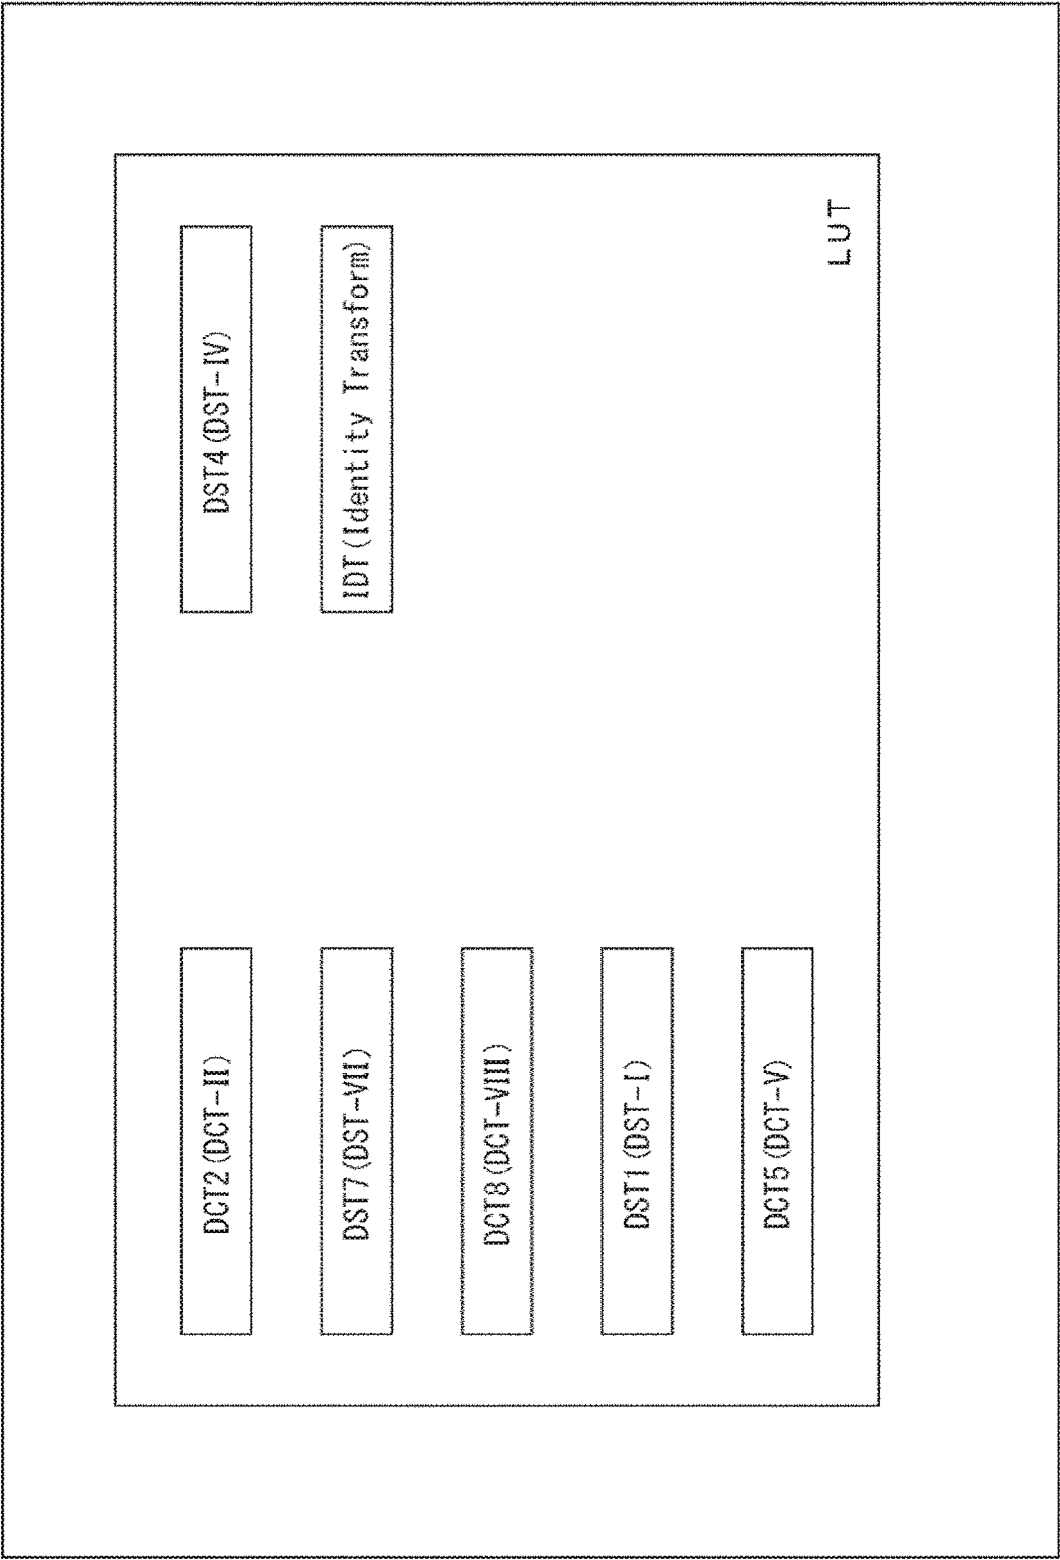 DCT2(DCT-II)
DST7(DST-VII)
DCT8(DCT-VIII)
DST1(DST-I)
DCT5(DCT-V)
DST4(DST-IV)
IDT(Identity Transform)
LUT